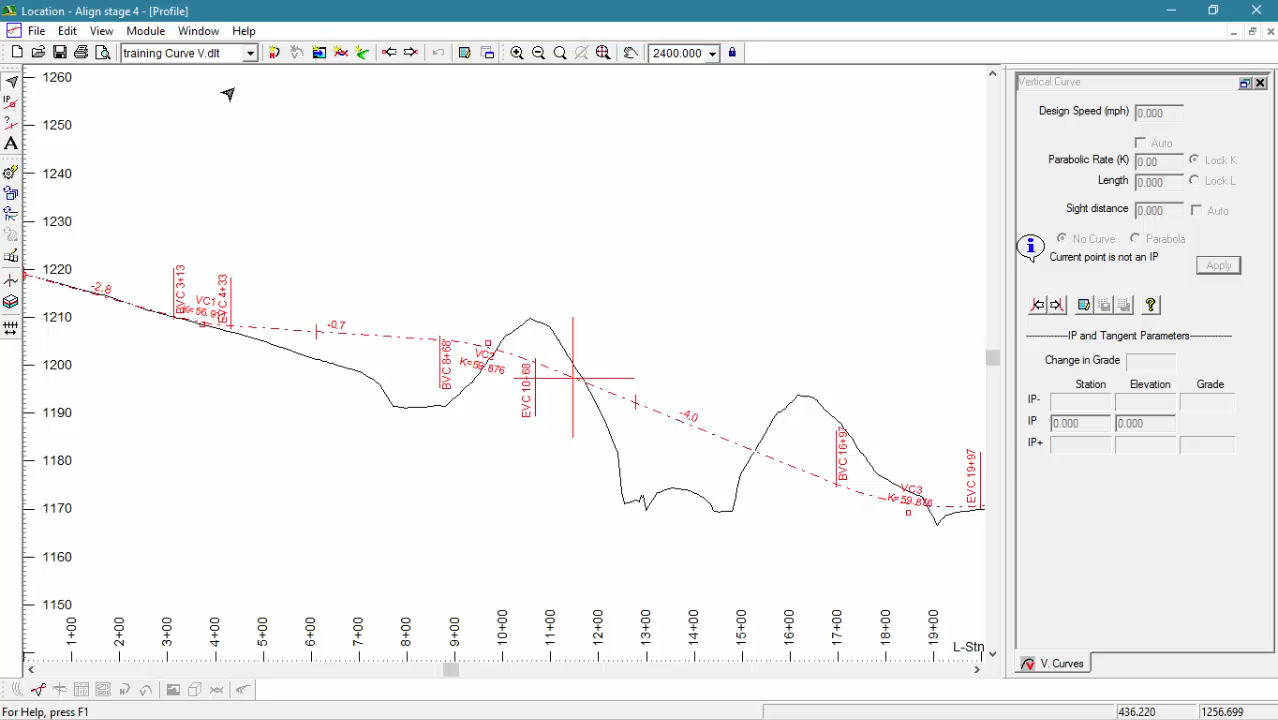 Location - Align stage 4 - [Profile]
File Edit View Module Window Help
training Curve V.dlt
2400.000
1260
1250
1240
1230
1220
1210
1200
1190
1180
1170
1160
1150
-2.8
BVC 3+13
VC1
EVC 4+33
-0.7
BVC 8+68
VC2
K=59.876
EVC 10+68
-4.0
BVC 16+97
VC3
K=59.876
EVC 19+97
1+00 2+00 3+00 4+00 5+00 6+00 7+00 8+00 9+00 10+00 11+00 12+00 13+00 14+00 15+00 16+00 17+00 18+00 19+00
L-Stn
Vertical Curve
Design Speed (mph) 0.000
Auto
Parabolic Rate (K) 0.00 Lock K
Length 0.000 Lock L
Sight distance 0.000 Auto
No Curve Parabola
Current point is not an IP
Apply
IP and Tangent Parameters
Change in Grade
Station Elevation Grade
IP-
IP 0.000 0.000
IP+
V. Curves
For Help, press F1
436.220 1256.699